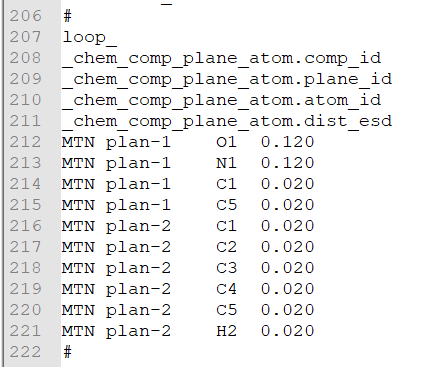 206 #
207 loop_
208 _chem_comp_plane_atom.comp_id
209 _chem_comp_plane_atom.plane_id
210 _chem_comp_plane_atom.atom_id
211 _chem_comp_plane_atom.dist_esd
212 MTN plan-1 O1 0.120
213 MTN plan-1 N1 0.120
214 MTN plan-1 C1 0.020
215 MTN plan-1 C5 0.020
216 MTN plan-2 C1 0.020
217 MTN plan-2 C2 0.020
218 MTN plan-2 C3 0.020
219 MTN plan-2 C4 0.020
220 MTN plan-2 C5 0.020
221 MTN plan-2 H2 0.020
222 #